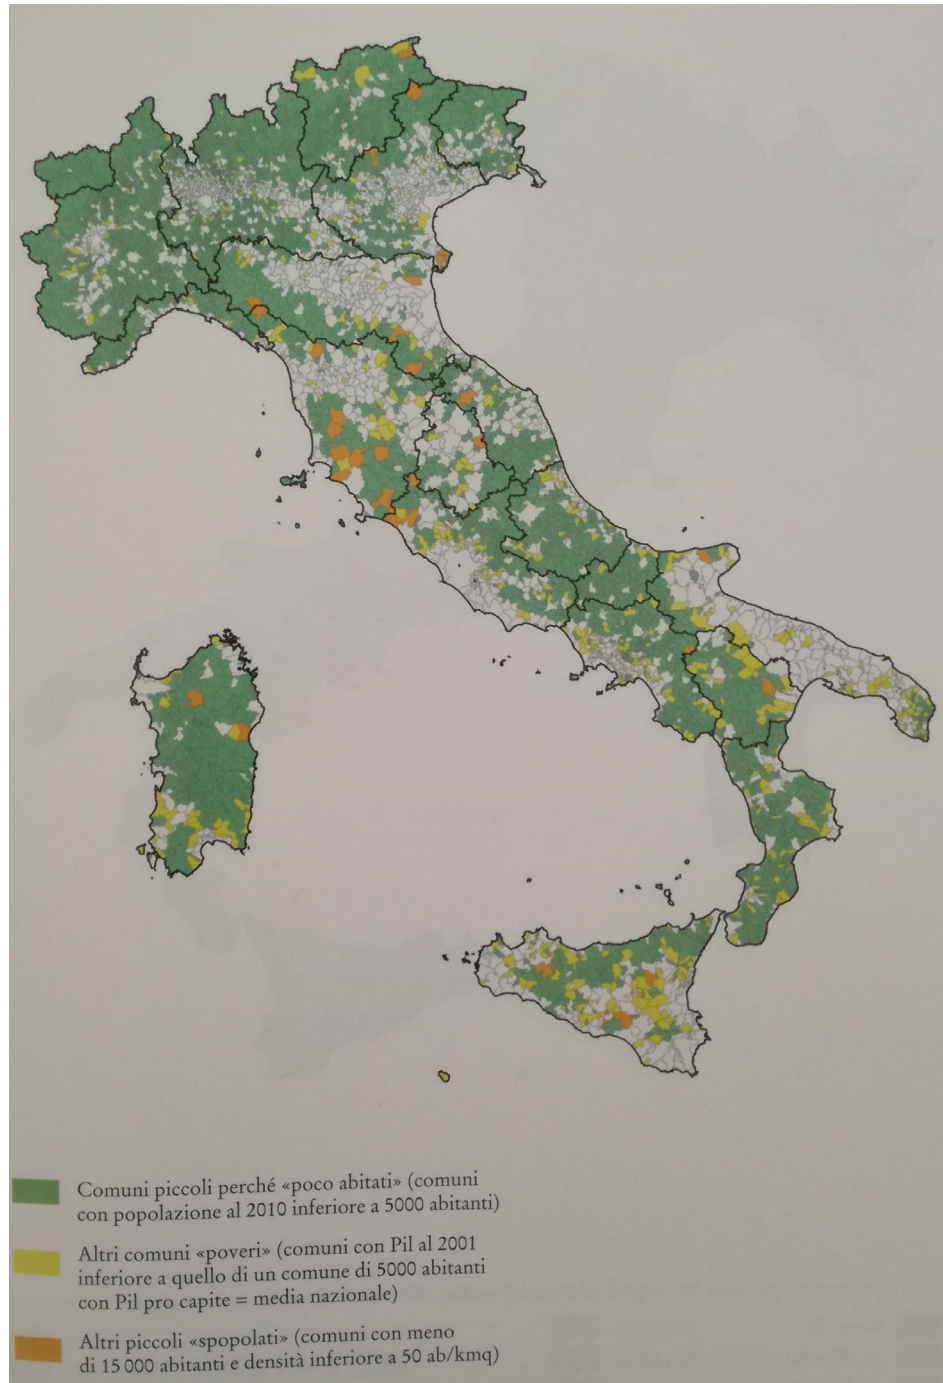 Comuni piccoli perché «poco abitati» (comuni
con popolazione al 2010 inferiore a 5000 abitanti)
Altri comuni «poveri» (comuni con Pil al 2001
inferiore a quello di un comune di 5000 abitanti
con Pil pro capite = media nazionale)
Altri piccoli «spopolati» (comuni con meno
di 15 000 abitanti e densità inferiore a 50 ab/kmq)